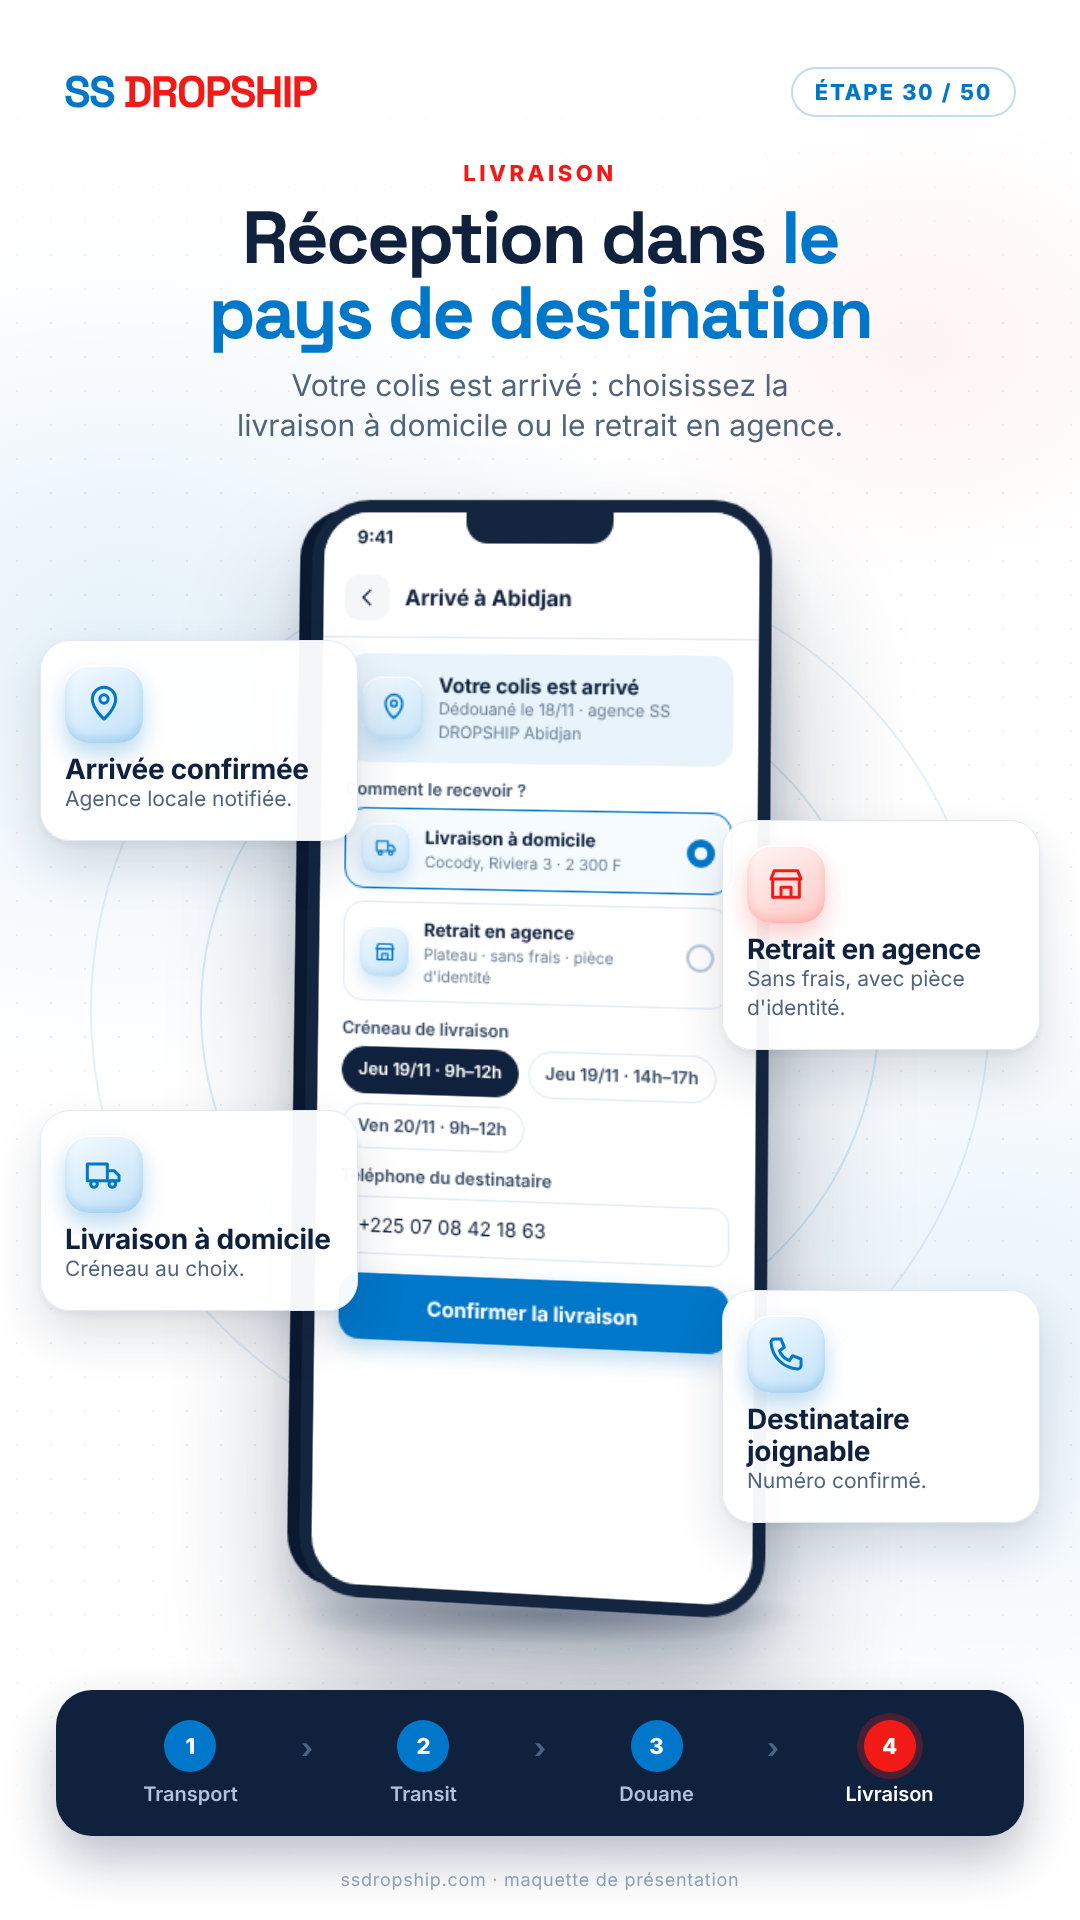 SS DROPSHIP
ÉTAPE 30 / 50
LIVRAISON
Réception dans le
pays de destination
Votre colis est arrivé : choisissez la
livraison à domicile ou le retrait en agence.
9:41
Arrivé à Abidjan
Votre colis est arrivé
Dédouané le 18/11 · agence SS
DROPSHIP Abidjan
Comment le recevoir ?
Livraison à domicile
Cocody, Riviera 3 · 2 300 F
Retrait en agence
Plateau · sans frais · pièce
d'identité
Créneau de livraison
Jeu 19/11 · 9h–12h
Jeu 19/11 · 14h–17h
Ven 20/11 · 9h–12h
Téléphone du destinataire
+225 07 08 42 18 63
Confirmer la livraison
Arrivée confirmée
Agence locale notifiée.
Retrait en agence
Sans frais, avec pièce
d'identité.
Livraison à domicile
Créneau au choix.
Destinataire
joignable
Numéro confirmé.
1 › 2 › 3 › 4
Transport Transit Douane Livraison
ssdropship.com · maquette de présentation